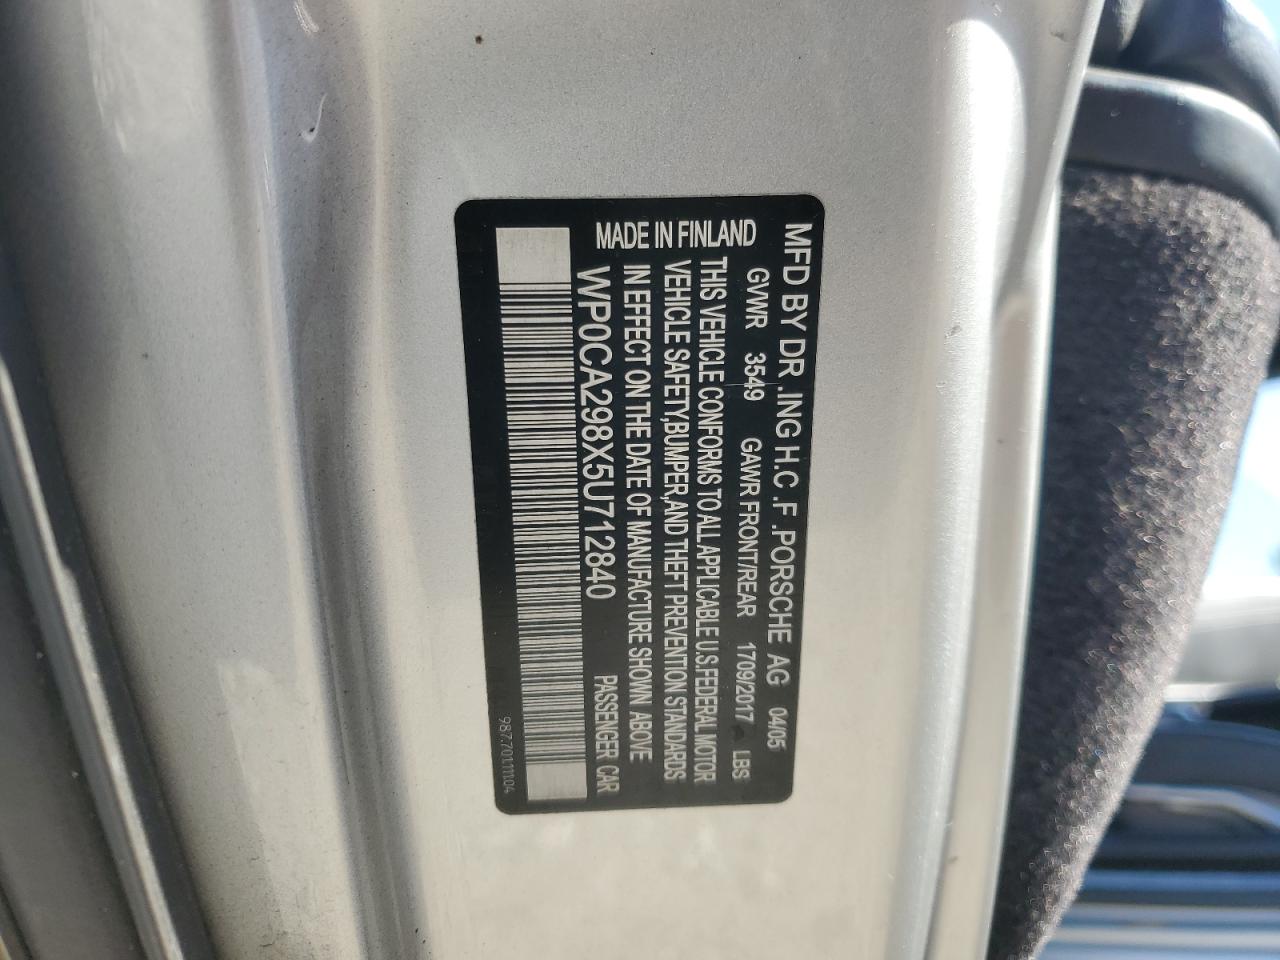 MFD BY DR .ING H.C .F .PORSCHE AG 04/05
GVWR 3549 GAWR FRONT/REAR 1709/2017 LBS
THIS VEHICLE CONFORMS TO ALL APPLICABLE U.S.FEDERAL MOTOR
VEHICLE SAFETY,BUMPER,AND THEFT PREVENTION STANDARDS
IN EFFECT ON THE DATE OF MANUFACTURE SHOWN ABOVE
MADE IN FINLAND WP0CA298X5U712840 PASSENGER CAR
987.701.111.04